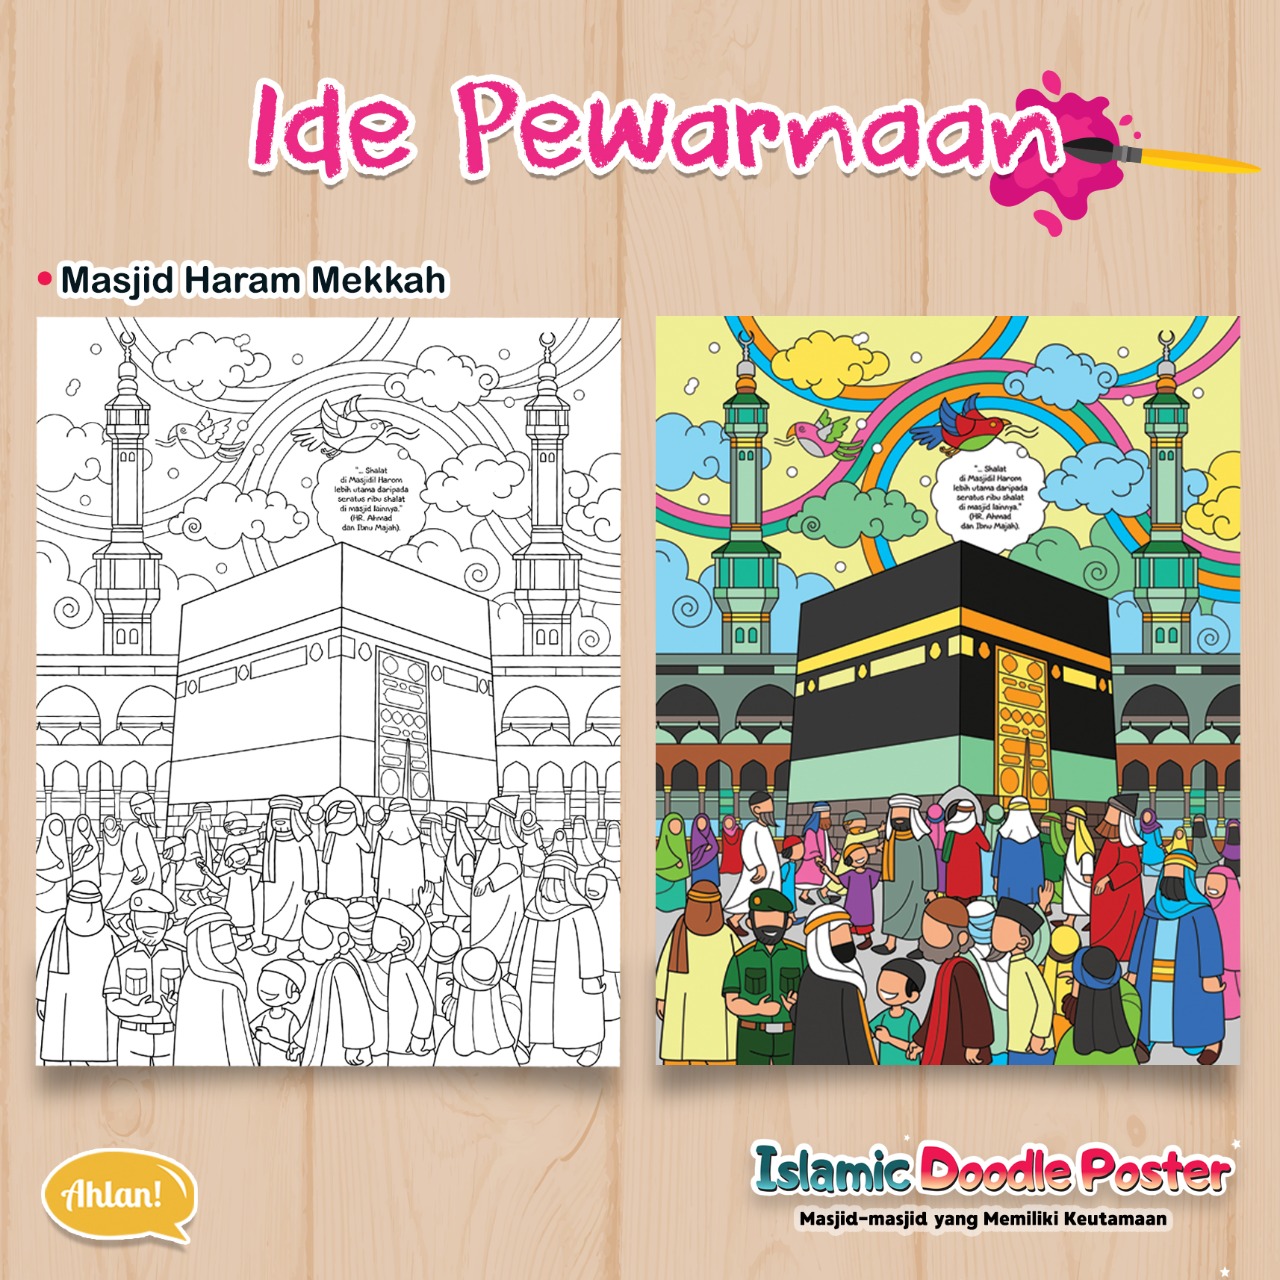 Ide Pewarnaan
Masjid Haram Mekkah
"... Shalat
di Masjidil Harom
lebih utama daripada
seratus ribu shalat
di masjid lainnya."
(HR. Ahmad
dan Ibnu Majah).
"... Shalat
di Masjidil Harom
lebih utama daripada
seratus ribu shalat
di masjid lainnya."
(HR. Ahmad
dan Ibnu Majah).
Ahlan!
Islamic Doodle Poster
Masjid-masjid yang Memiliki Keutamaan